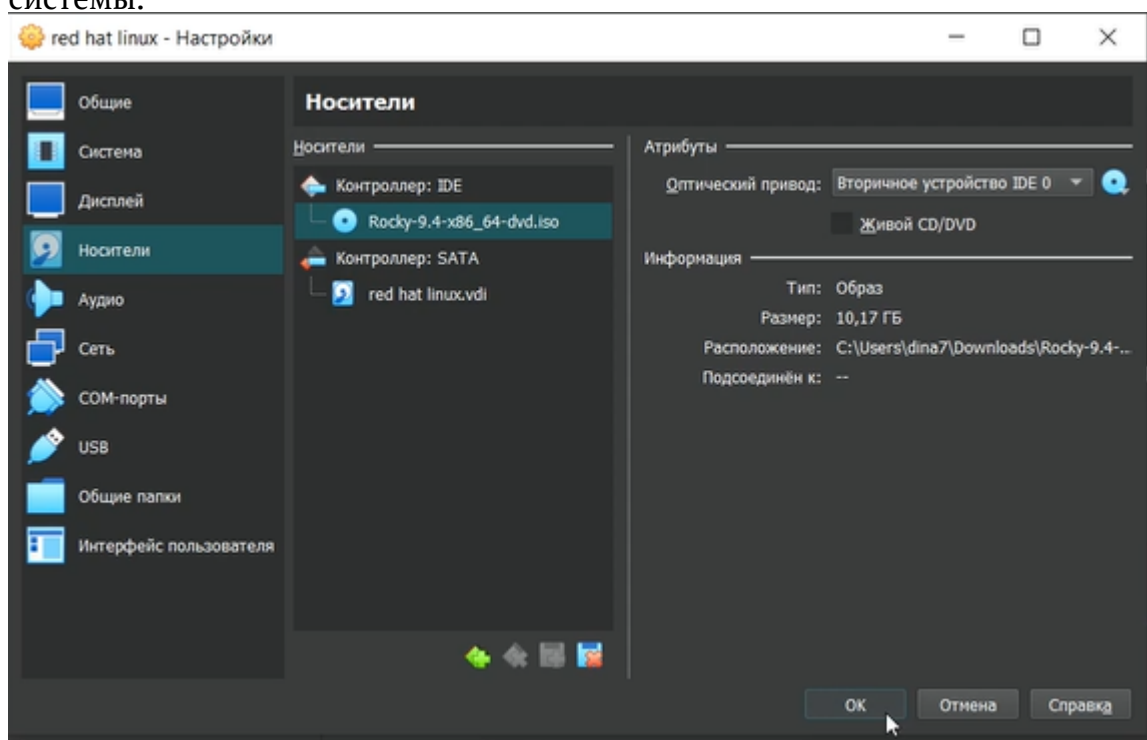 системы.
red hat linux - Настройки
Общие
Система
Дисплей
Носители
Аудио
Сеть
COM-порты
USB
Общие папки
Интерфейс пользователя
Носители
Носители
Контроллер: IDE
Rocky-9.4-x86_64-dvd.iso
Контроллер: SATA
red hat linux.vdi
Атрибуты
Оптический привод: Вторичное устройство IDE 0
Живой CD/DVD
Информация
Тип: Образ
Размер: 10,17 ГБ
Расположение: C:\Users\dina7\Downloads\Rocky-9.4-...
Подсоединён к: --
OK Отмена Справка